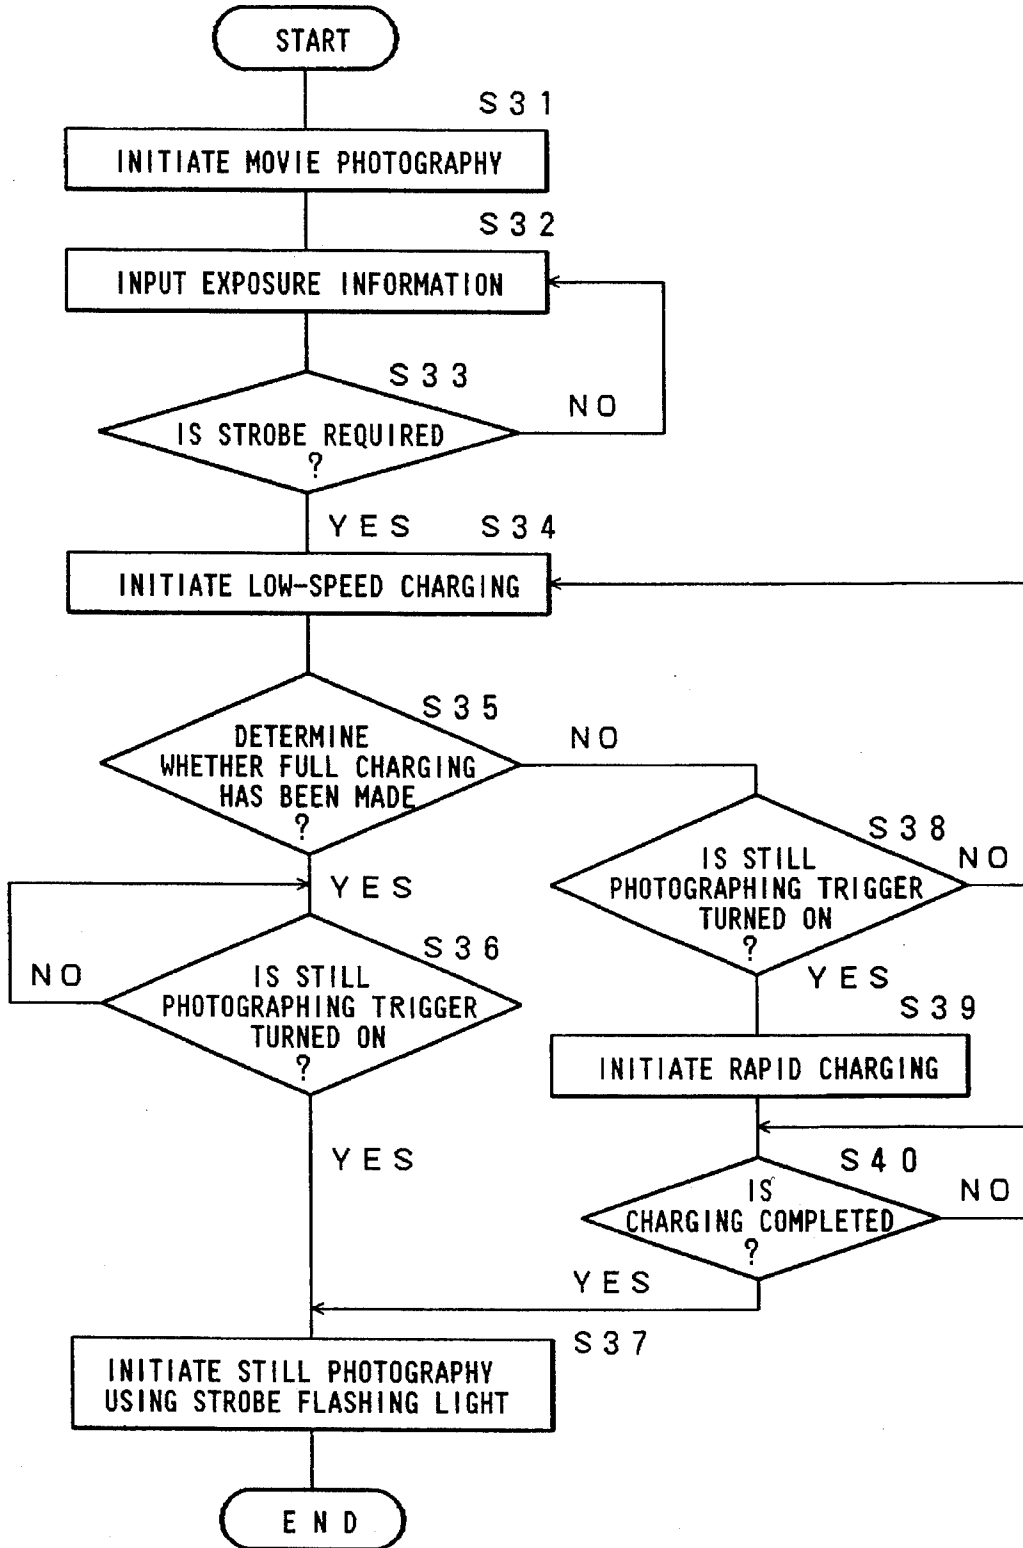 START
S31
INITIATE MOVIE PHOTOGRAPHY
S32
INPUT EXPOSURE INFORMATION
S33
NO
IS STROBE REQUIRED
?
YES
S34
INITIATE LOW-SPEED CHARGING
S35
NO
DETERMINE
WHETHER FULL CHARGING
HAS BEEN MADE
?
YES
S38
NO
IS STILL
PHOTOGRAPHING TRIGGER
TURNED ON
?
YES
S36
NO
IS STILL
PHOTOGRAPHING TRIGGER
TURNED ON
?
YES
S39
INITIATE RAPID CHARGING
S40
NO
IS
CHARGING COMPLETED
?
YES
S37
INITIATE STILL PHOTOGRAPHY
USING STROBE FLASHING LIGHT
END